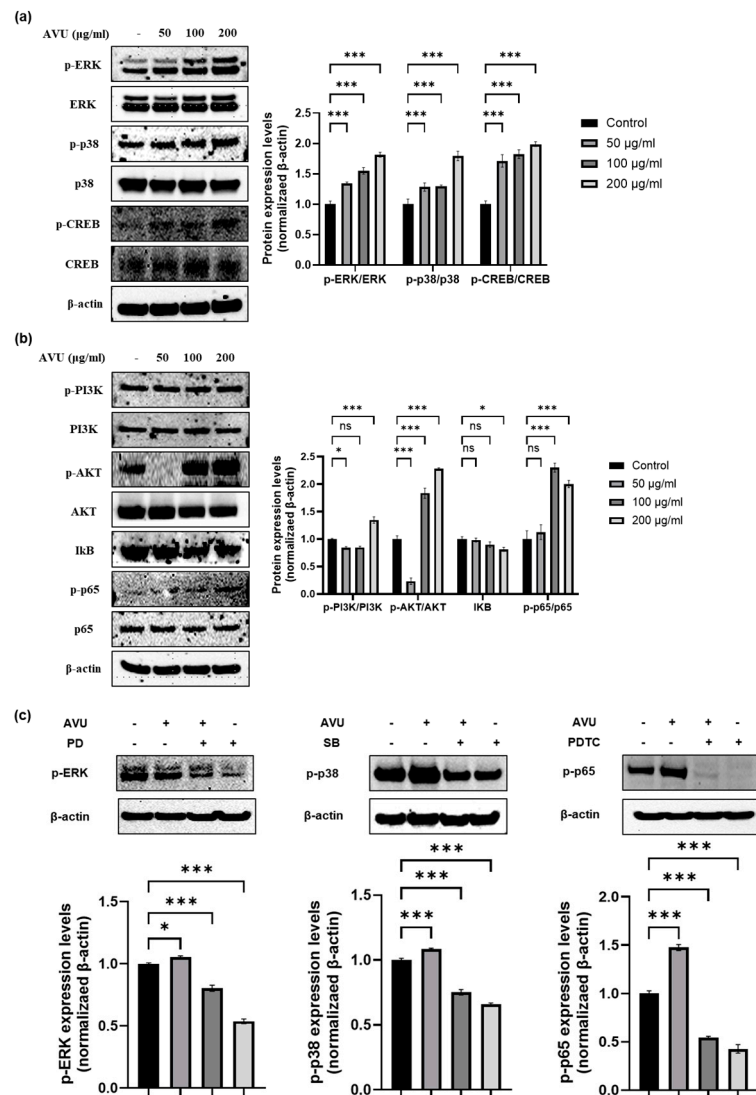 (a)
AVU (μg/ml) - 50 100 200
p-ERK
ERK
p-p38
p38
p-CREB
CREB
β-actin
Protein expression levels
(normalizaed β-actin)
2.5
2.0
1.5
1.0
0.5
0.0
*** *** ***
*** *** ***
*** *** ***
p-ERK/ERK p-p38/p38 p-CREB/CREB
Control
50 μg/ml
100 μg/ml
200 μg/ml
(b)
AVU (μg/ml) - 50 100 200
p-PI3K
PI3K
p-AKT
AKT
IkB
p-p65
p65
β-actin
Protein expression levels
(normalizaed β-actin)
2.5
2.0
1.5
1.0
0.5
0.0
*** *** * ***
ns *** ns ***
* *** ns ns
p-PI3K/PI3K p-AKT/AKT IKB p-p65/p65
Control
50 μg/ml
100 μg/ml
200 μg/ml
(c)
AVU - + + -
PD - - + +
p-ERK
β-actin
p-ERK expression levels
(normalizaed β-actin)
1.5
1.0
0.5
0.0
***
***
*
AVU - + + -
SB - - + +
p-p38
β-actin
p-p38 expression levels
(normalizaed β-actin)
1.5
1.0
0.5
0.0
***
***
***
AVU - + + -
PDTC - - + +
p-p65
β-actin
p-p65 expression levels
(normalizaed β-actin)
2.0
1.5
1.0
0.5
0.0
***
***
***